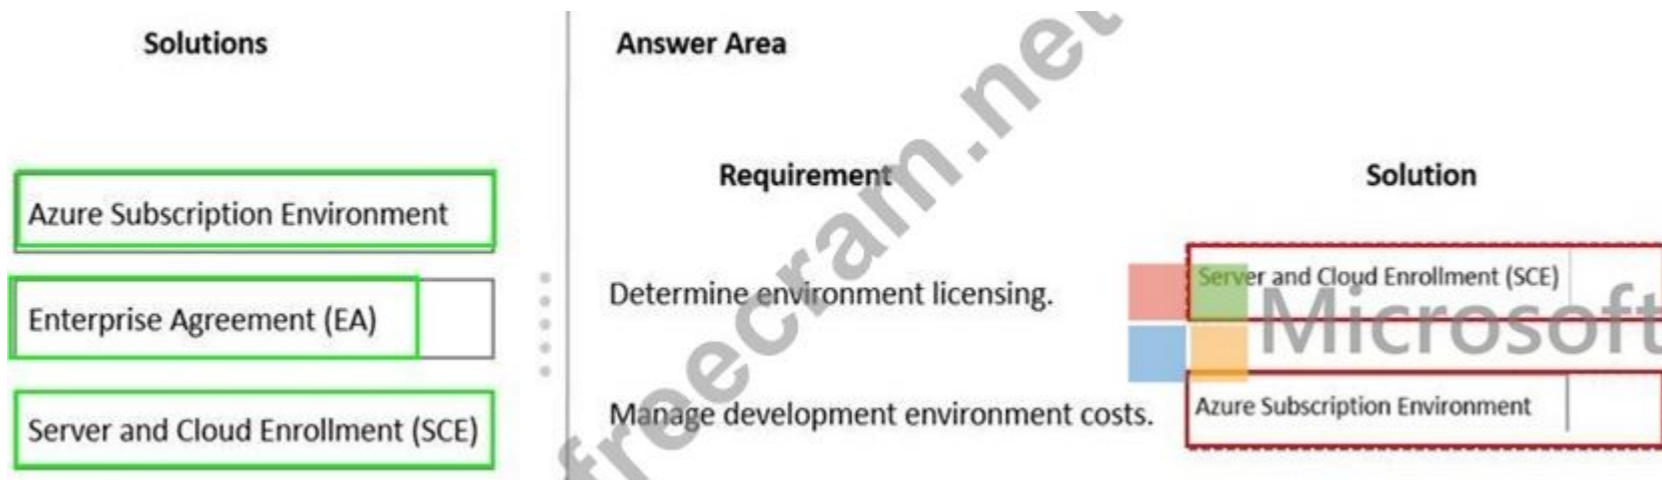 Solutions
Azure Subscription Environment
Enterprise Agreement (EA)
Server and Cloud Enrollment (SCE)
Answer Area
Requirement Solution
Determine environment licensing. Server and Cloud Enrollment (SCE)
Manage development environment costs. Azure Subscription Environment
Microsoft
freecram.net